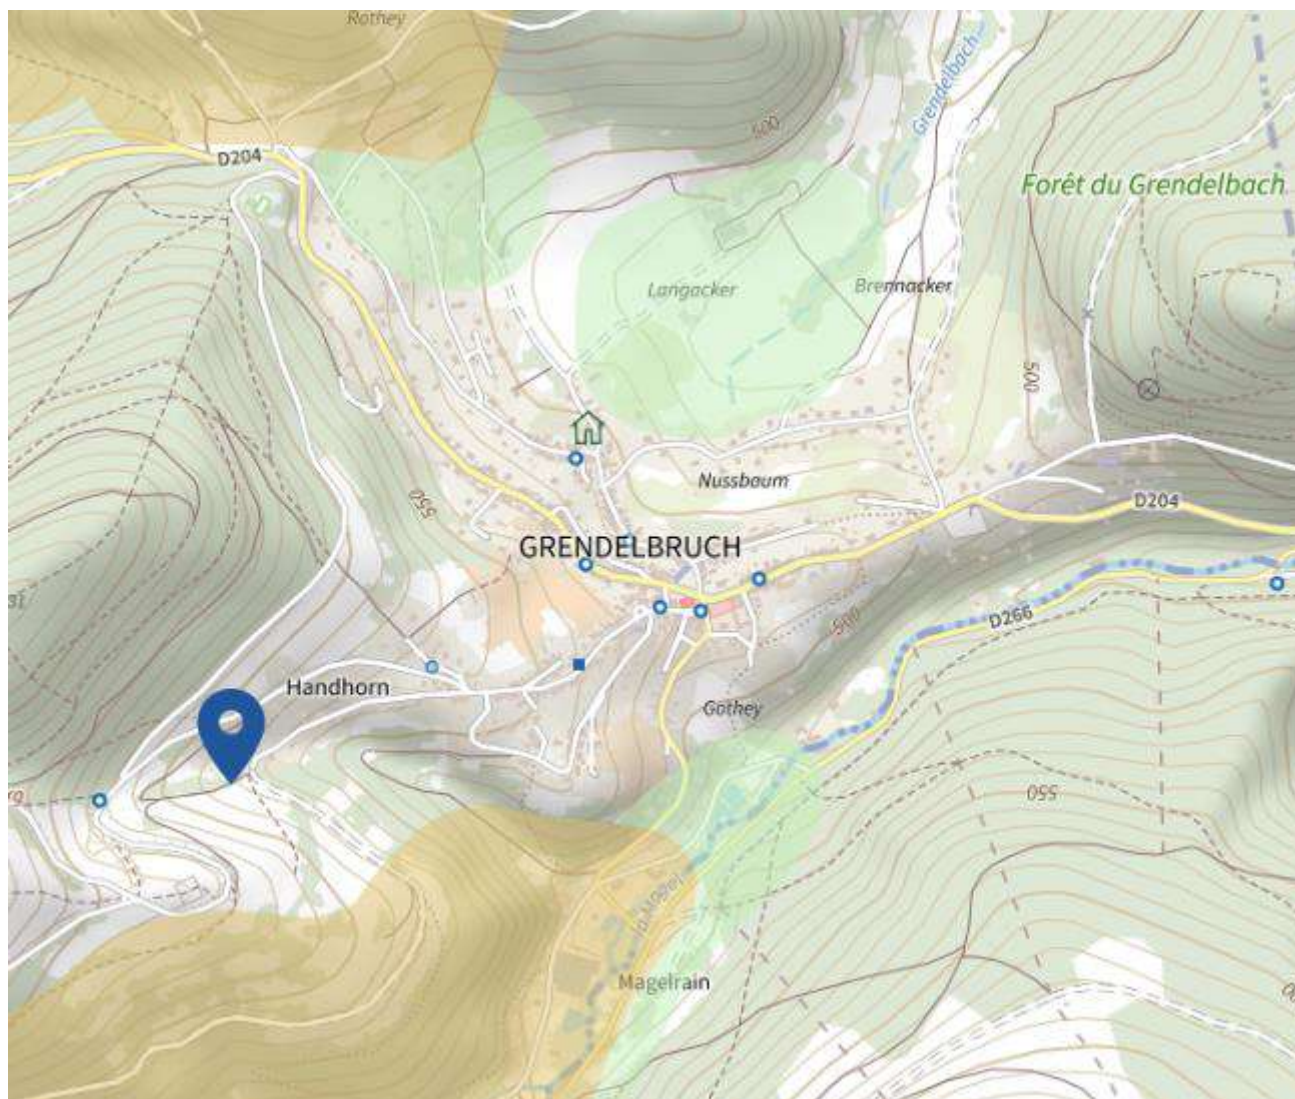 Rothey
D204
500
Grendelbach
Forêt du Grendelbach
Langacker
Brennacker
500
550
Nussbaum
D204
GRENDELBRUCH
500
D266
Handhorn
Gothey
550
Magelrain